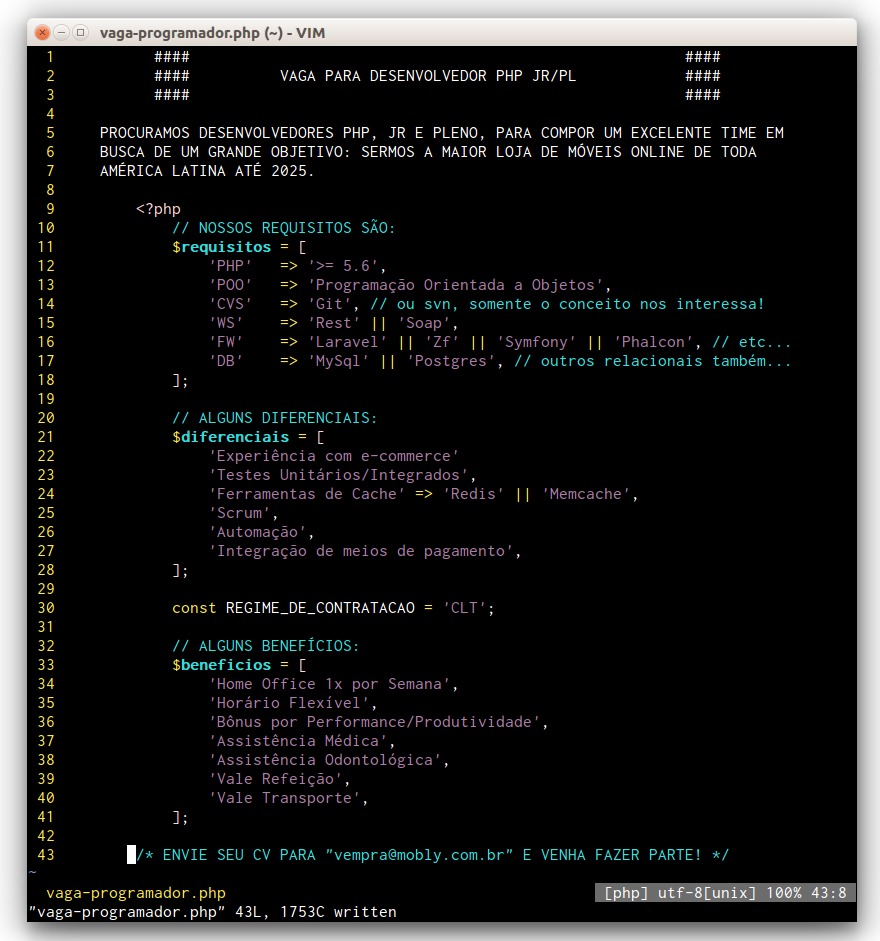 vaga-programador.php (~) - VIM
1 #### ####
2 #### VAGA PARA DESENVOLVEDOR PHP JR/PL ####
3 #### ####
4
5 PROCURAMOS DESENVOLVEDORES PHP, JR E PLENO, PARA COMPOR UM EXCELENTE TIME EM
6 BUSCA DE UM GRANDE OBJETIVO: SERMOS A MAIOR LOJA DE MÓVEIS ONLINE DE TODA
7 AMÉRICA LATINA ATÉ 2025.
8
9 <?php
10 // NOSSOS REQUISITOS SÃO:
11 $requisitos = [
12 'PHP' => '>= 5.6',
13 'POO' => 'Programação Orientada a Objetos',
14 'CVS' => 'Git', // ou svn, somente o conceito nos interessa!
15 'WS' => 'Rest' || 'Soap',
16 'FW' => 'Laravel' || 'Zf' || 'Symfony' || 'Phalcon', // etc...
17 'DB' => 'MySql' || 'Postgres', // outros relacionais também...
18 ];
19
20 // ALGUNS DIFERENCIAIS:
21 $diferenciais = [
22 'Experiência com e-commerce'
23 'Testes Unitários/Integrados',
24 'Ferramentas de Cache' => 'Redis' || 'Memcache',
25 'Scrum',
26 'Automação',
27 'Integração de meios de pagamento',
28 ];
29
30 const REGIME_DE_CONTRATACAO = 'CLT';
31
32 // ALGUNS BENEFÍCIOS:
33 $beneficios = [
34 'Home Office 1x por Semana',
35 'Horário Flexível',
36 'Bônus por Performance/Produtividade',
37 'Assistência Médica',
38 'Assistência Odontológica',
39 'Vale Refeição',
40 'Vale Transporte',
41 ];
42
43 /* ENVIE SEU CV PARA "vempra@mobly.com.br" E VENHA FAZER PARTE! */
~
vaga-programador.php [php] utf-8[unix] 100% 43:8
"vaga-programador.php" 43L, 1753C written